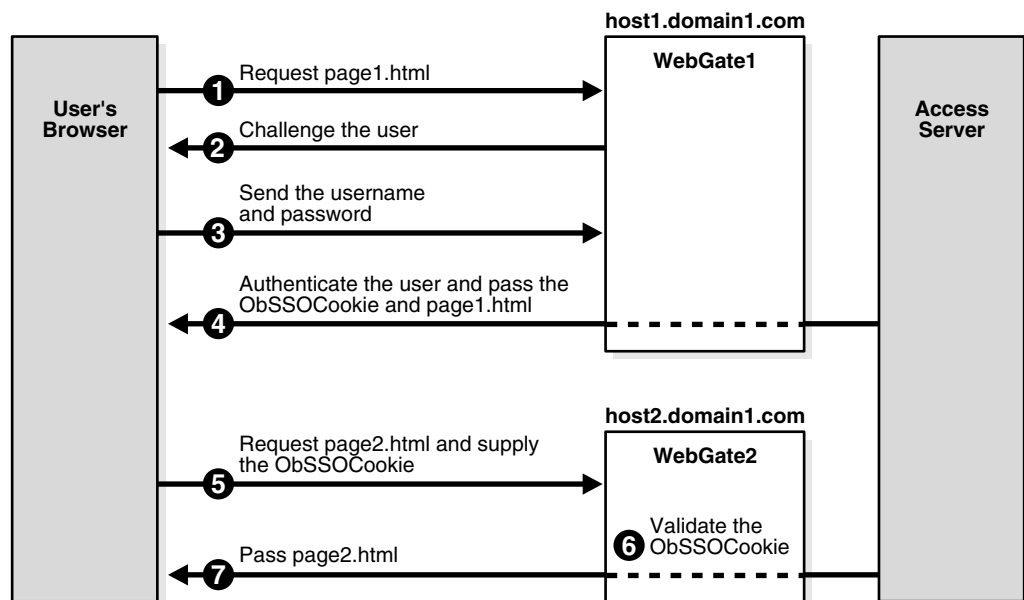 host1.domain1.com
WebGate1
User's
Browser
Access
Server
1
Request page1.html
2
Challenge the user
3
Send the username
and password
4
Authenticate the user and pass the
ObSSOCookie and page1.html
host2.domain1.com
WebGate2
5
Request page2.html and supply
the ObSSOCookie
6
Validate the
ObSSOCookie
7
Pass page2.html